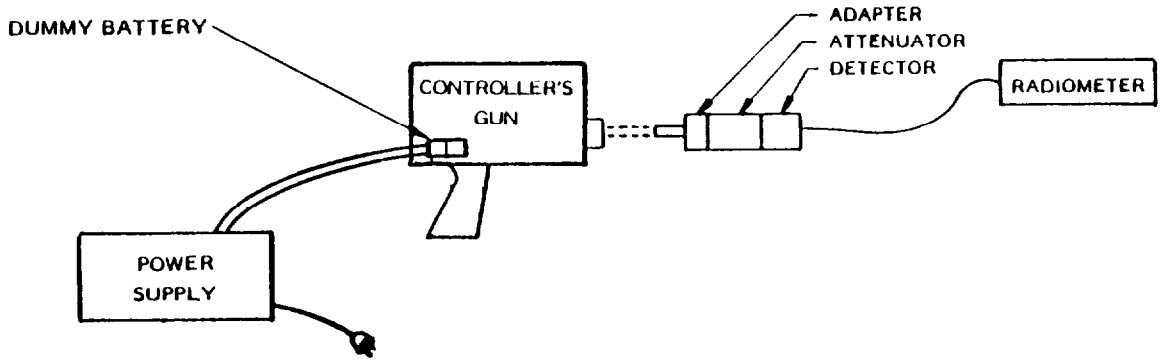 DUMMY BATTERY
ADAPTER
ATTENUATOR
DETECTOR
CONTROLLER'S
GUN
RADIOMETER
POWER
SUPPLY